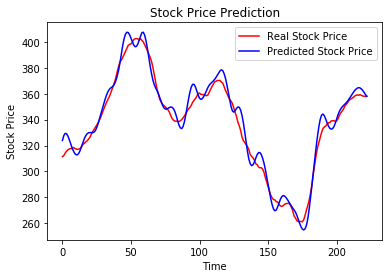 Stock Price Prediction
Real Stock Price
Predicted Stock Price
Stock Price
400
380
360
340
320
300
280
260
0
50
100
150
200
Time